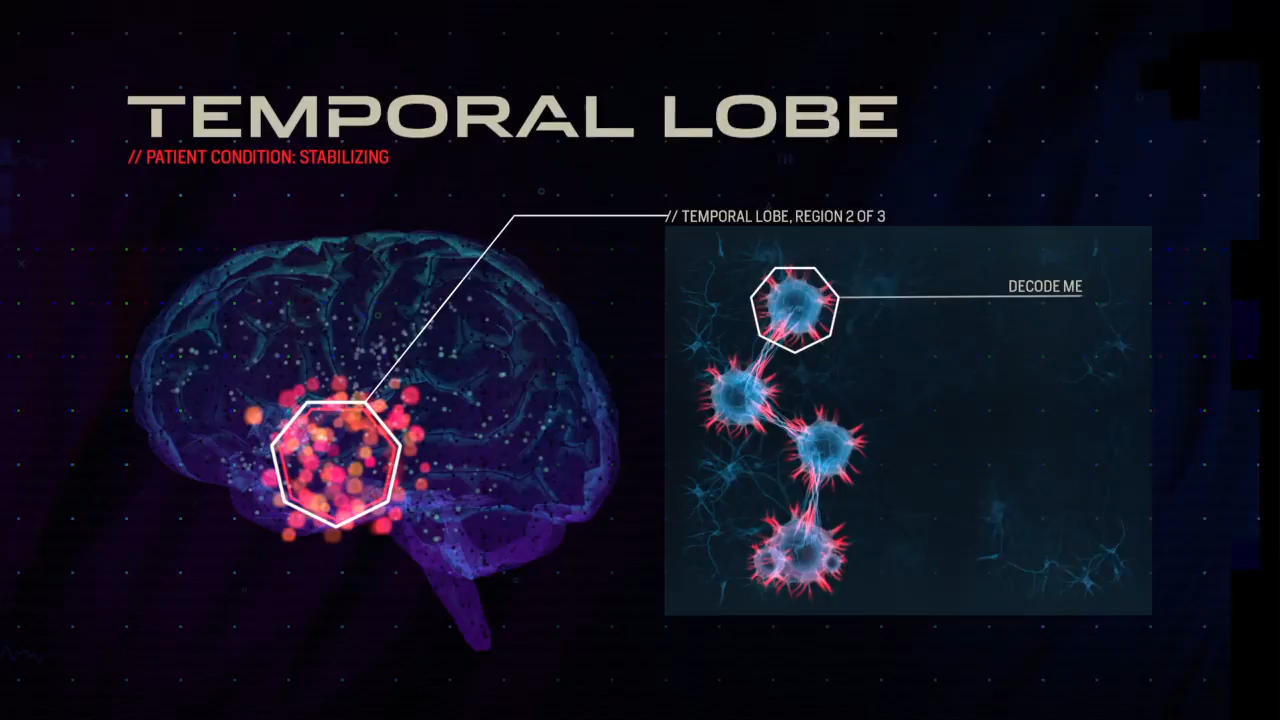 TEMPORAL LOBE
// PATIENT CONDITION: STABILIZING
// TEMPORAL LOBE, REGION 2 OF 3
DECODE ME